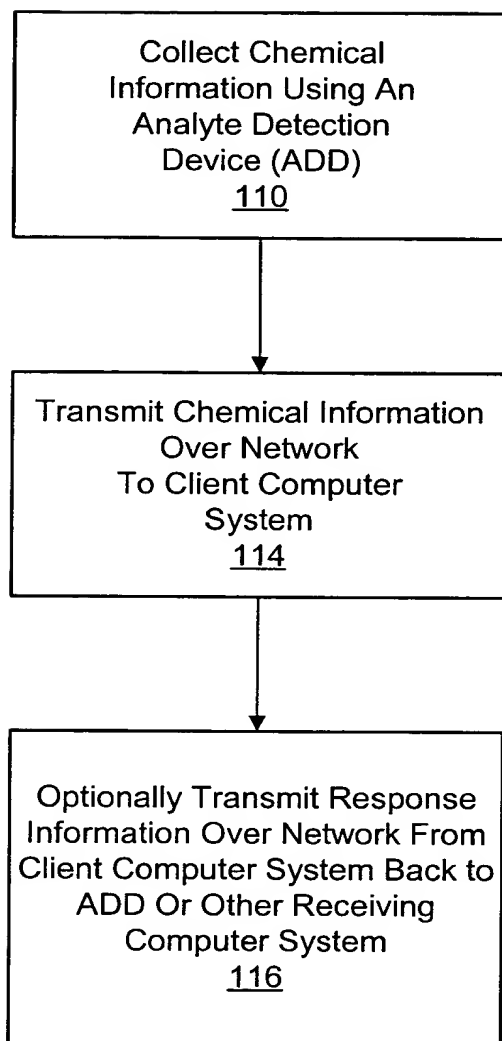 Collect Chemical
Information Using An
Analyte Detection
Device (ADD)
110
Transmit Chemical Information
Over Network
To Client Computer
System
114
Optionally Transmit Response
Information Over Network From
Client Computer System Back to
ADD Or Other Receiving
Computer System
116